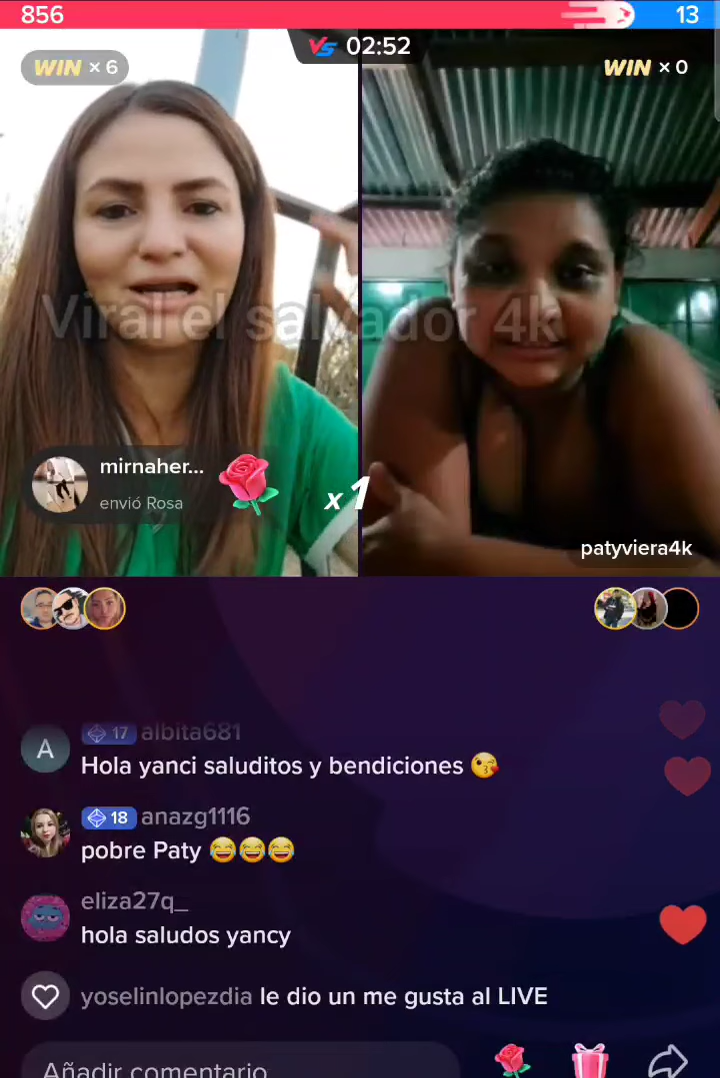 856
13
VS 02:52
WIN × 6
WIN × 0
Viral el salvador 4k
mirnaher...
envió Rosa
x 1
patyviera4k
17 albita681
A
Hola yanci saluditos y bendiciones 😘
18 anazg1116
pobre Paty 😂😂😂
eliza27q_
hola saludos yancy
yoselinlopezdia le dio un me gusta al LIVE
Añadir comentario